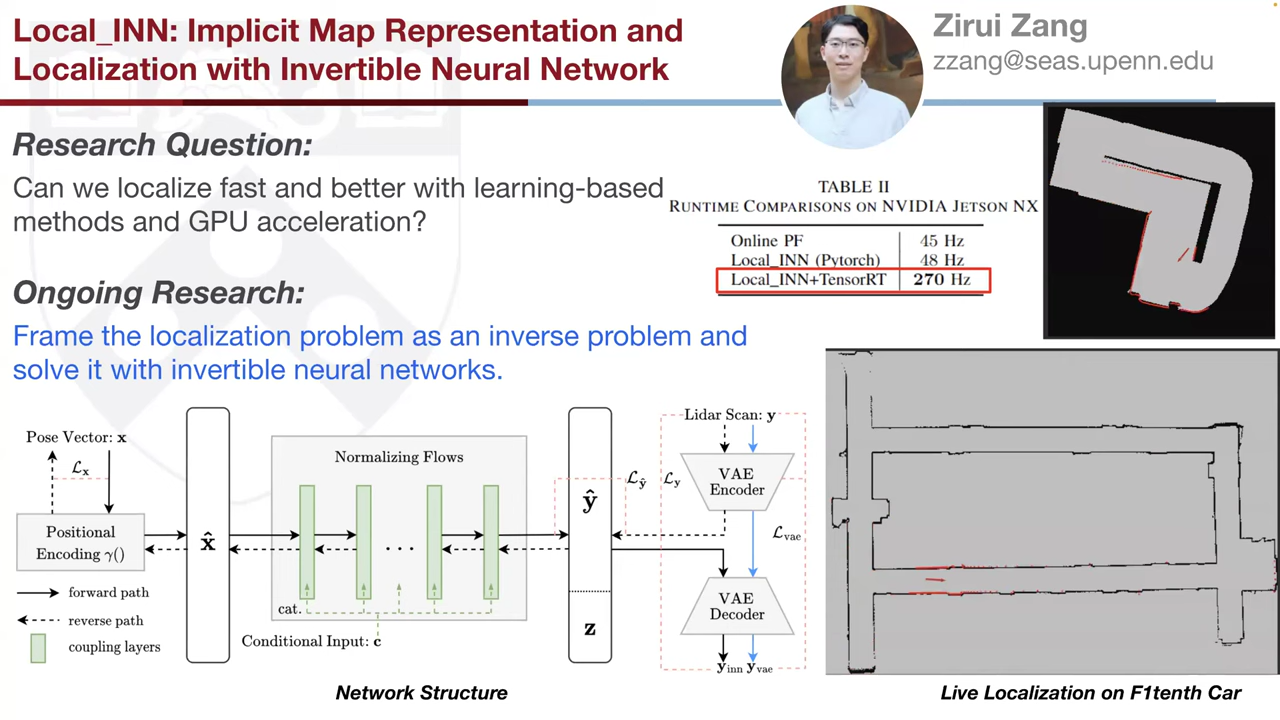 Local_INN: Implicit Map Representation and
Localization with Invertible Neural Network
Zirui Zang
zzang@seas.upenn.edu
Research Question:
Can we localize fast and better with learning-based
methods and GPU acceleration?
TABLE II
RUNTIME COMPARISONS ON NVIDIA JETSON NX
Online PF 45 Hz
Local_INN (Pytorch) 48 Hz
Local_INN+TensorRT 270 Hz
Ongoing Research:
Frame the localization problem as an inverse problem and
solve it with invertible neural networks.
Pose Vector: x
ℒx
Positional
Encoding γ()
x̂
Normalizing Flows
...
cat.
Conditional Input: c
ŷ
z
ℒŷ
ℒy
Lidar Scan: y
VAE
Encoder
ℒvae
VAE
Decoder
yinn yvae
forward path
reverse path
coupling layers
Network Structure
Live Localization on F1tenth Car